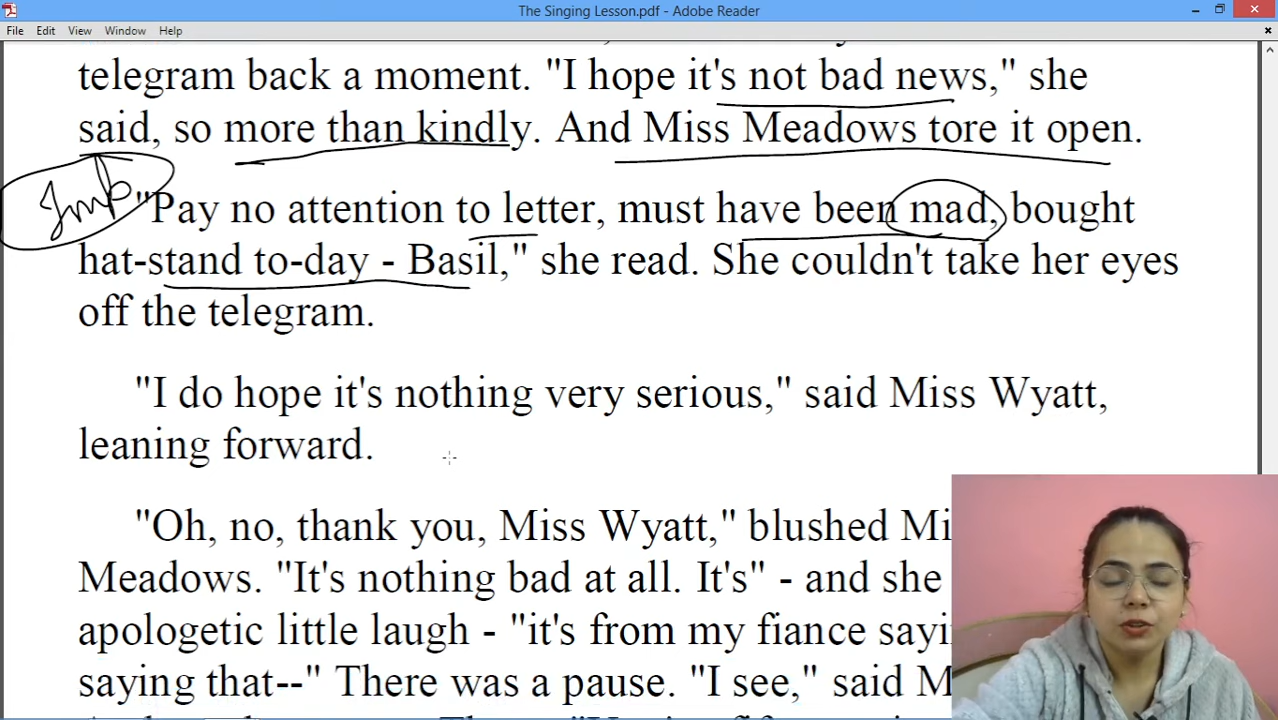 The Singing Lesson.pdf - Adobe Reader
File Edit View Window Help
telegram back a moment. "I hope it's not bad news," she
said, so more than kindly. And Miss Meadows tore it open.
Imp
"Pay no attention to letter, must have been mad, bought
hat-stand to-day - Basil," she read. She couldn't take her eyes
off the telegram.
"I do hope it's nothing very serious," said Miss Wyatt,
leaning forward.
"Oh, no, thank you, Miss Wyatt," blushed Mi
Meadows. "It's nothing bad at all. It's" - and she
apologetic little laugh - "it's from my fiance sayi
saying that--" There was a pause. "I see," said M